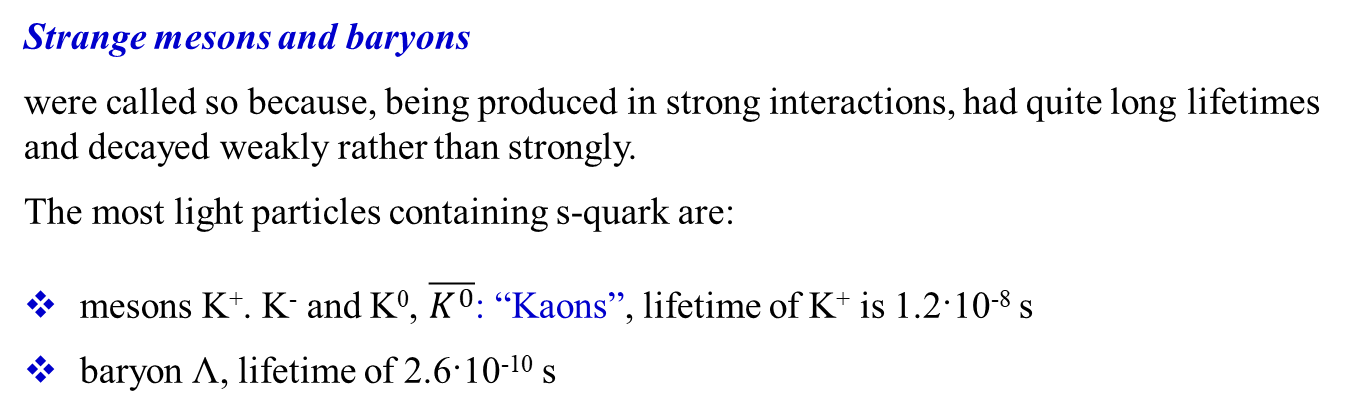 Strange mesons and baryons
were called so because, being produced in strong interactions, had quite long lifetimes
and decayed weakly rather than strongly.
The most light particles containing s-quark are:
❖ mesons K⁺. K⁻ and K⁰, K̅⁰: “Kaons”, lifetime of K⁺ is 1.2·10⁻⁸ s
❖ baryon Λ, lifetime of 2.6·10⁻¹⁰ s